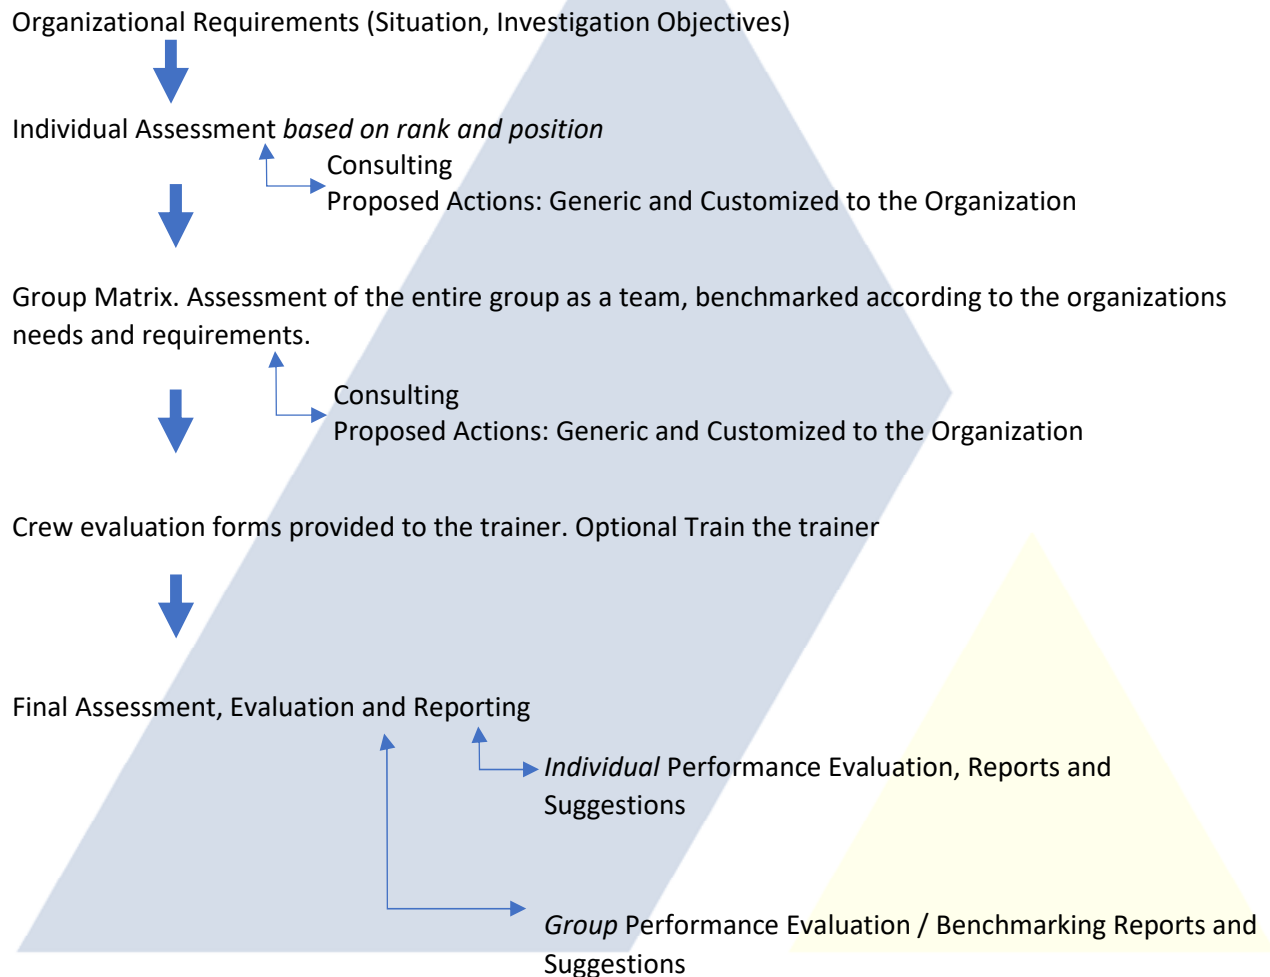 Organizational Requirements (Situation, Investigation Objectives)
Individual Assessment based on rank and position
Consulting
Proposed Actions: Generic and Customized to the Organization
Group Matrix. Assessment of the entire group as a team, benchmarked according to the organizations
needs and requirements.
Consulting
Proposed Actions: Generic and Customized to the Organization
Crew evaluation forms provided to the trainer. Optional Train the trainer
Final Assessment, Evaluation and Reporting
Individual Performance Evaluation, Reports and
Suggestions
Group Performance Evaluation / Benchmarking Reports and
Suggestions